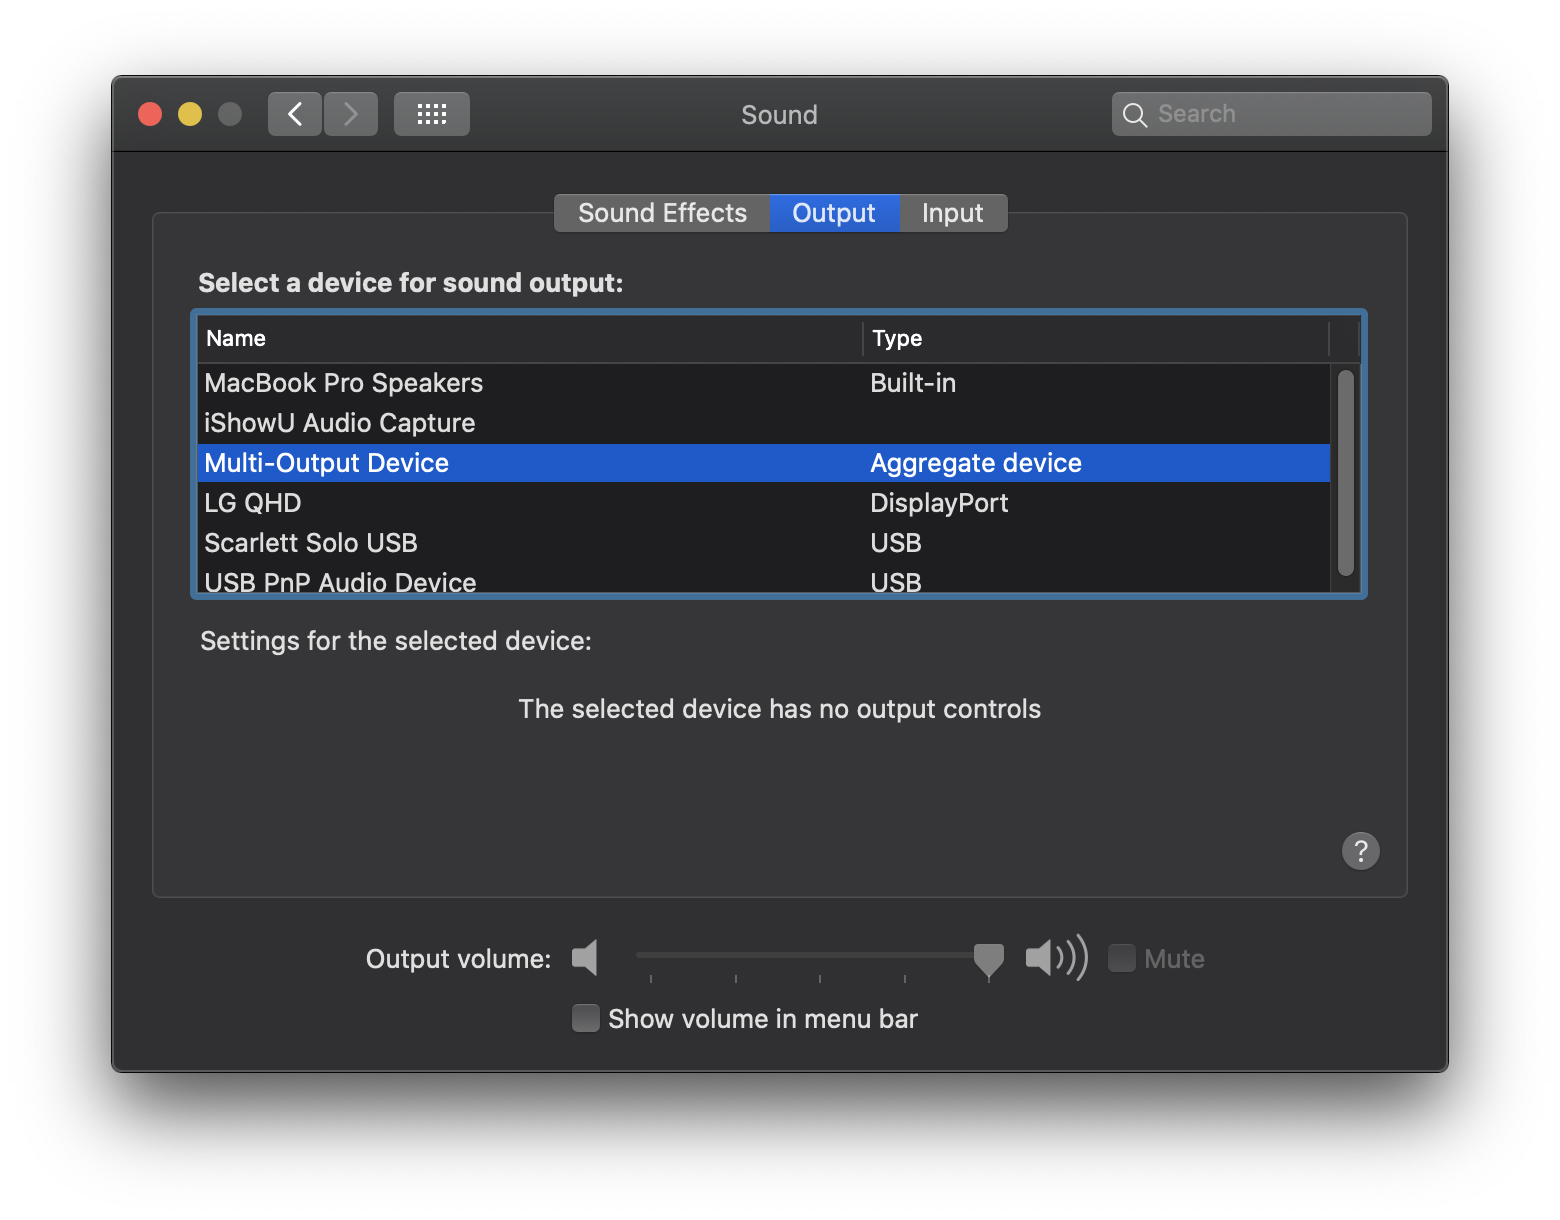 Sound
Search
Sound Effects Output Input
Select a device for sound output:
Name Type
MacBook Pro Speakers Built-in
iShowU Audio Capture
Multi-Output Device Aggregate device
LG QHD DisplayPort
Scarlett Solo USB USB
USB PnP Audio Device USB
Settings for the selected device:
The selected device has no output controls
?
Output volume: Mute
Show volume in menu bar